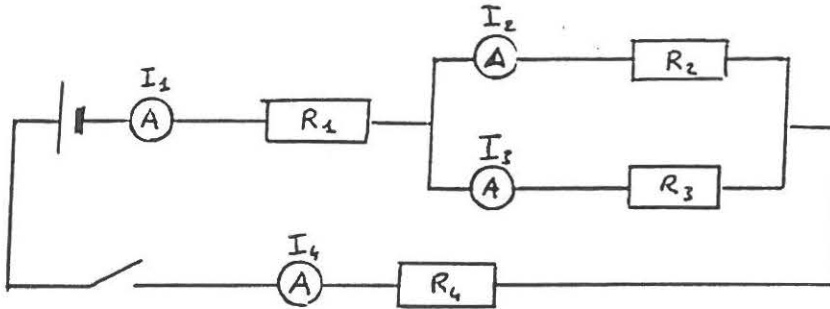 I₂
A R₂
I₁
A R₁
I₃
A R₃
I₄
A R₄